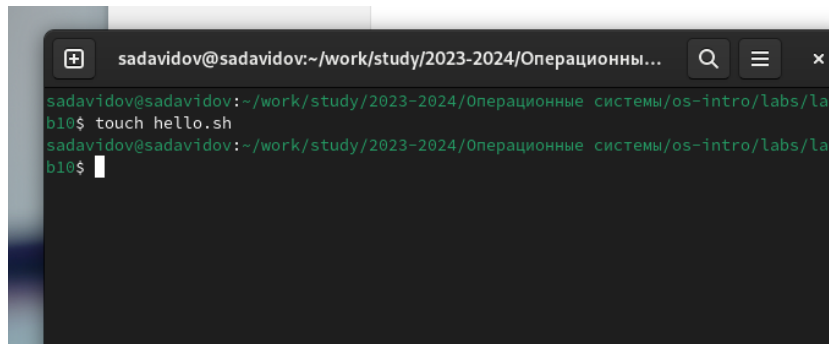 sadavidov@sadavidov:~/work/study/2023-2024/Операционны...
sadavidov@sadavidov:~/work/study/2023-2024/Операционные системы/os-intro/labs/la
b10$ touch hello.sh
sadavidov@sadavidov:~/work/study/2023-2024/Операционные системы/os-intro/labs/la
b10$